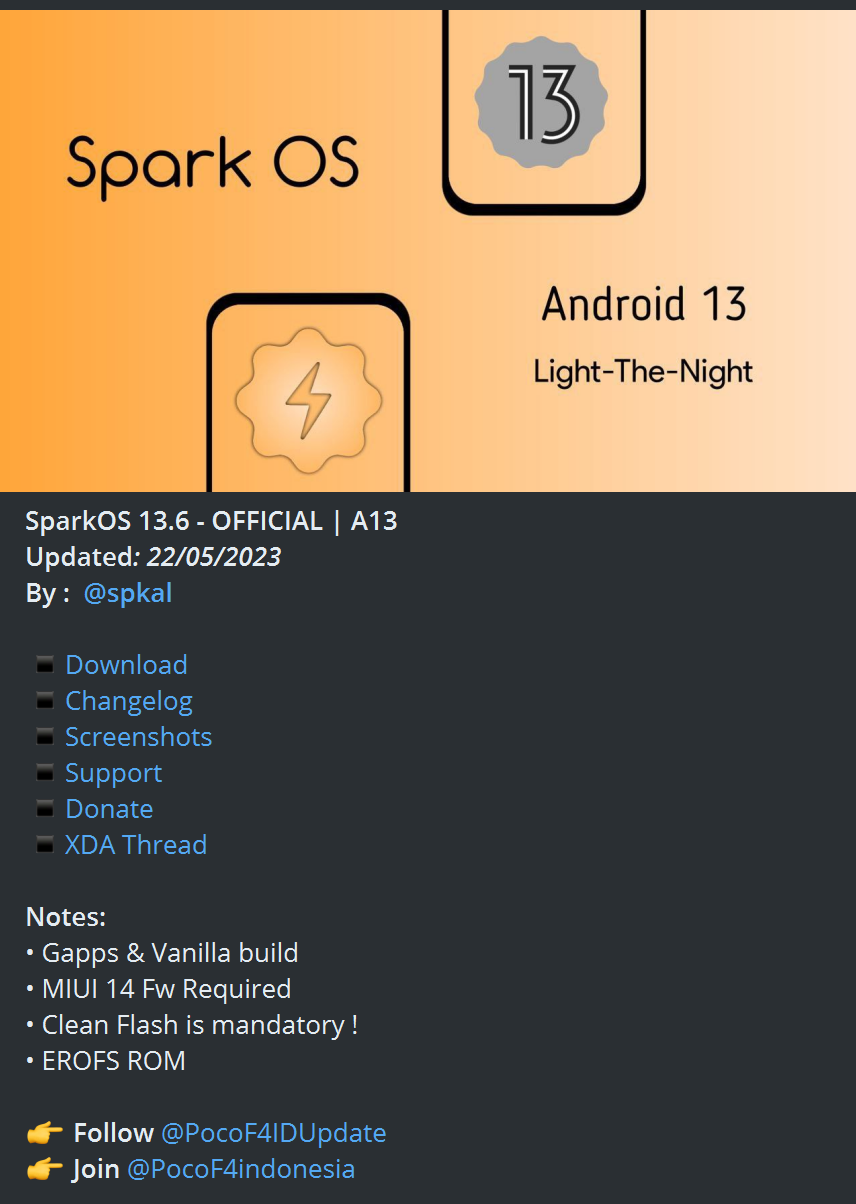 Spark OS
13
Android 13
Light-The-Night
SparkOS 13.6 - OFFICIAL | A13
Updated: 22/05/2023
By : @spkal
▪️ Download
▪️ Changelog
▪️ Screenshots
▪️ Support
▪️ Donate
▪️ XDA Thread
Notes:
• Gapps & Vanilla build
• MIUI 14 Fw Required
• Clean Flash is mandatory !
• EROFS ROM
👉 Follow @PocoF4IDUpdate
👉 Join @PocoF4indonesia